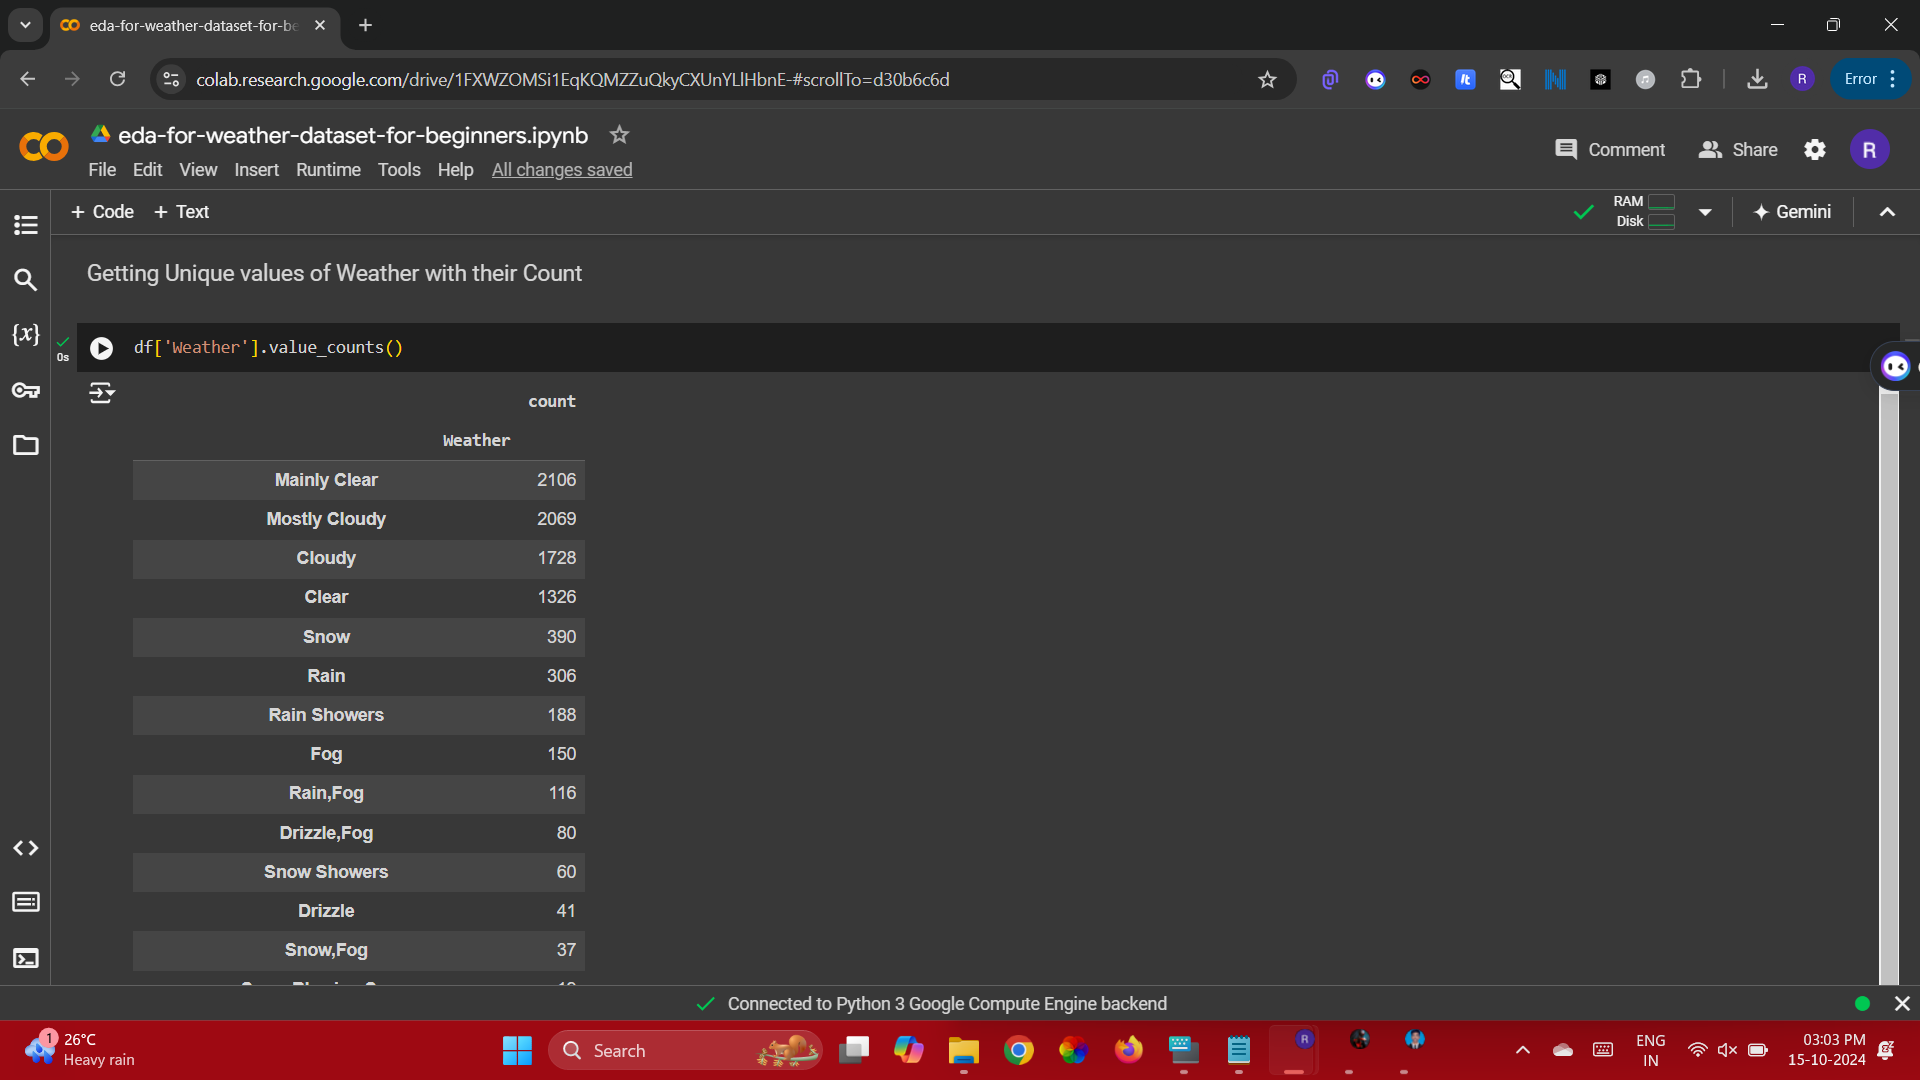 eda-for-weather-dataset-for-be
colab.research.google.com/drive/1FXWZOMSi1EqKQMZZuQkyCXUnYLlHbnE-#scrollTo=d30b6c6d
R
Error
eda-for-weather-dataset-for-beginners.ipynb
Comment
Share
R
File Edit View Insert Runtime Tools Help All changes saved
+ Code + Text
RAM
Disk
Gemini
Getting Unique values of Weather with their Count
0s
df['Weather'].value_counts()
count
Weather
Mainly Clear 2106
Mostly Cloudy 2069
Cloudy 1728
Clear 1326
Snow 390
Rain 306
Rain Showers 188
Fog 150
Rain,Fog 116
Drizzle,Fog 80
Snow Showers 60
Drizzle 41
Snow,Fog 37
Connected to Python 3 Google Compute Engine backend
1
26°C
Heavy rain
Search
R
ENG
IN
03:03 PM
15-10-2024